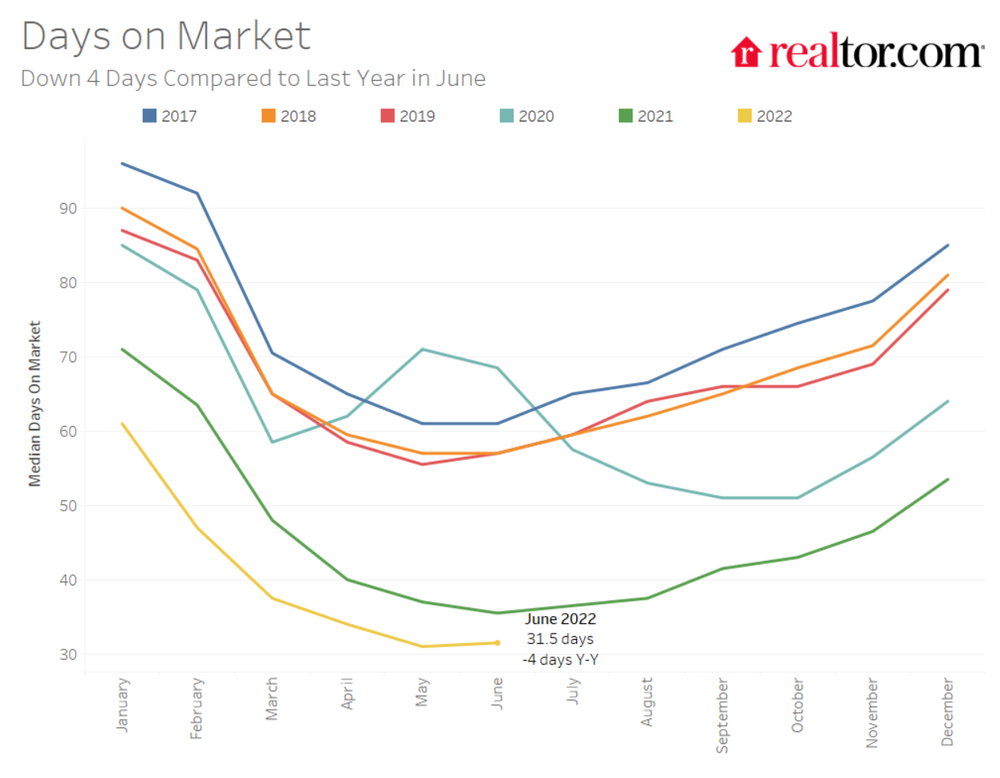 Days on Market
realtor.com
Down 4 Days Compared to Last Year in June
2017
2018
2019
2020
2021
2022
Median Days On Market
90
80
70
60
50
40
30
June 2022
31.5 days
-4 days Y-Y
January
February
March
April
May
June
July
August
September
October
November
December